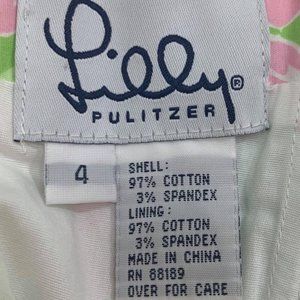 Lilly®
PULITZER
4
SHELL:
97% COTTON
3% SPANDEX
LINING:
97% COTTON
3% SPANDEX
MADE IN CHINA
RN 88189
OVER FOR CARE